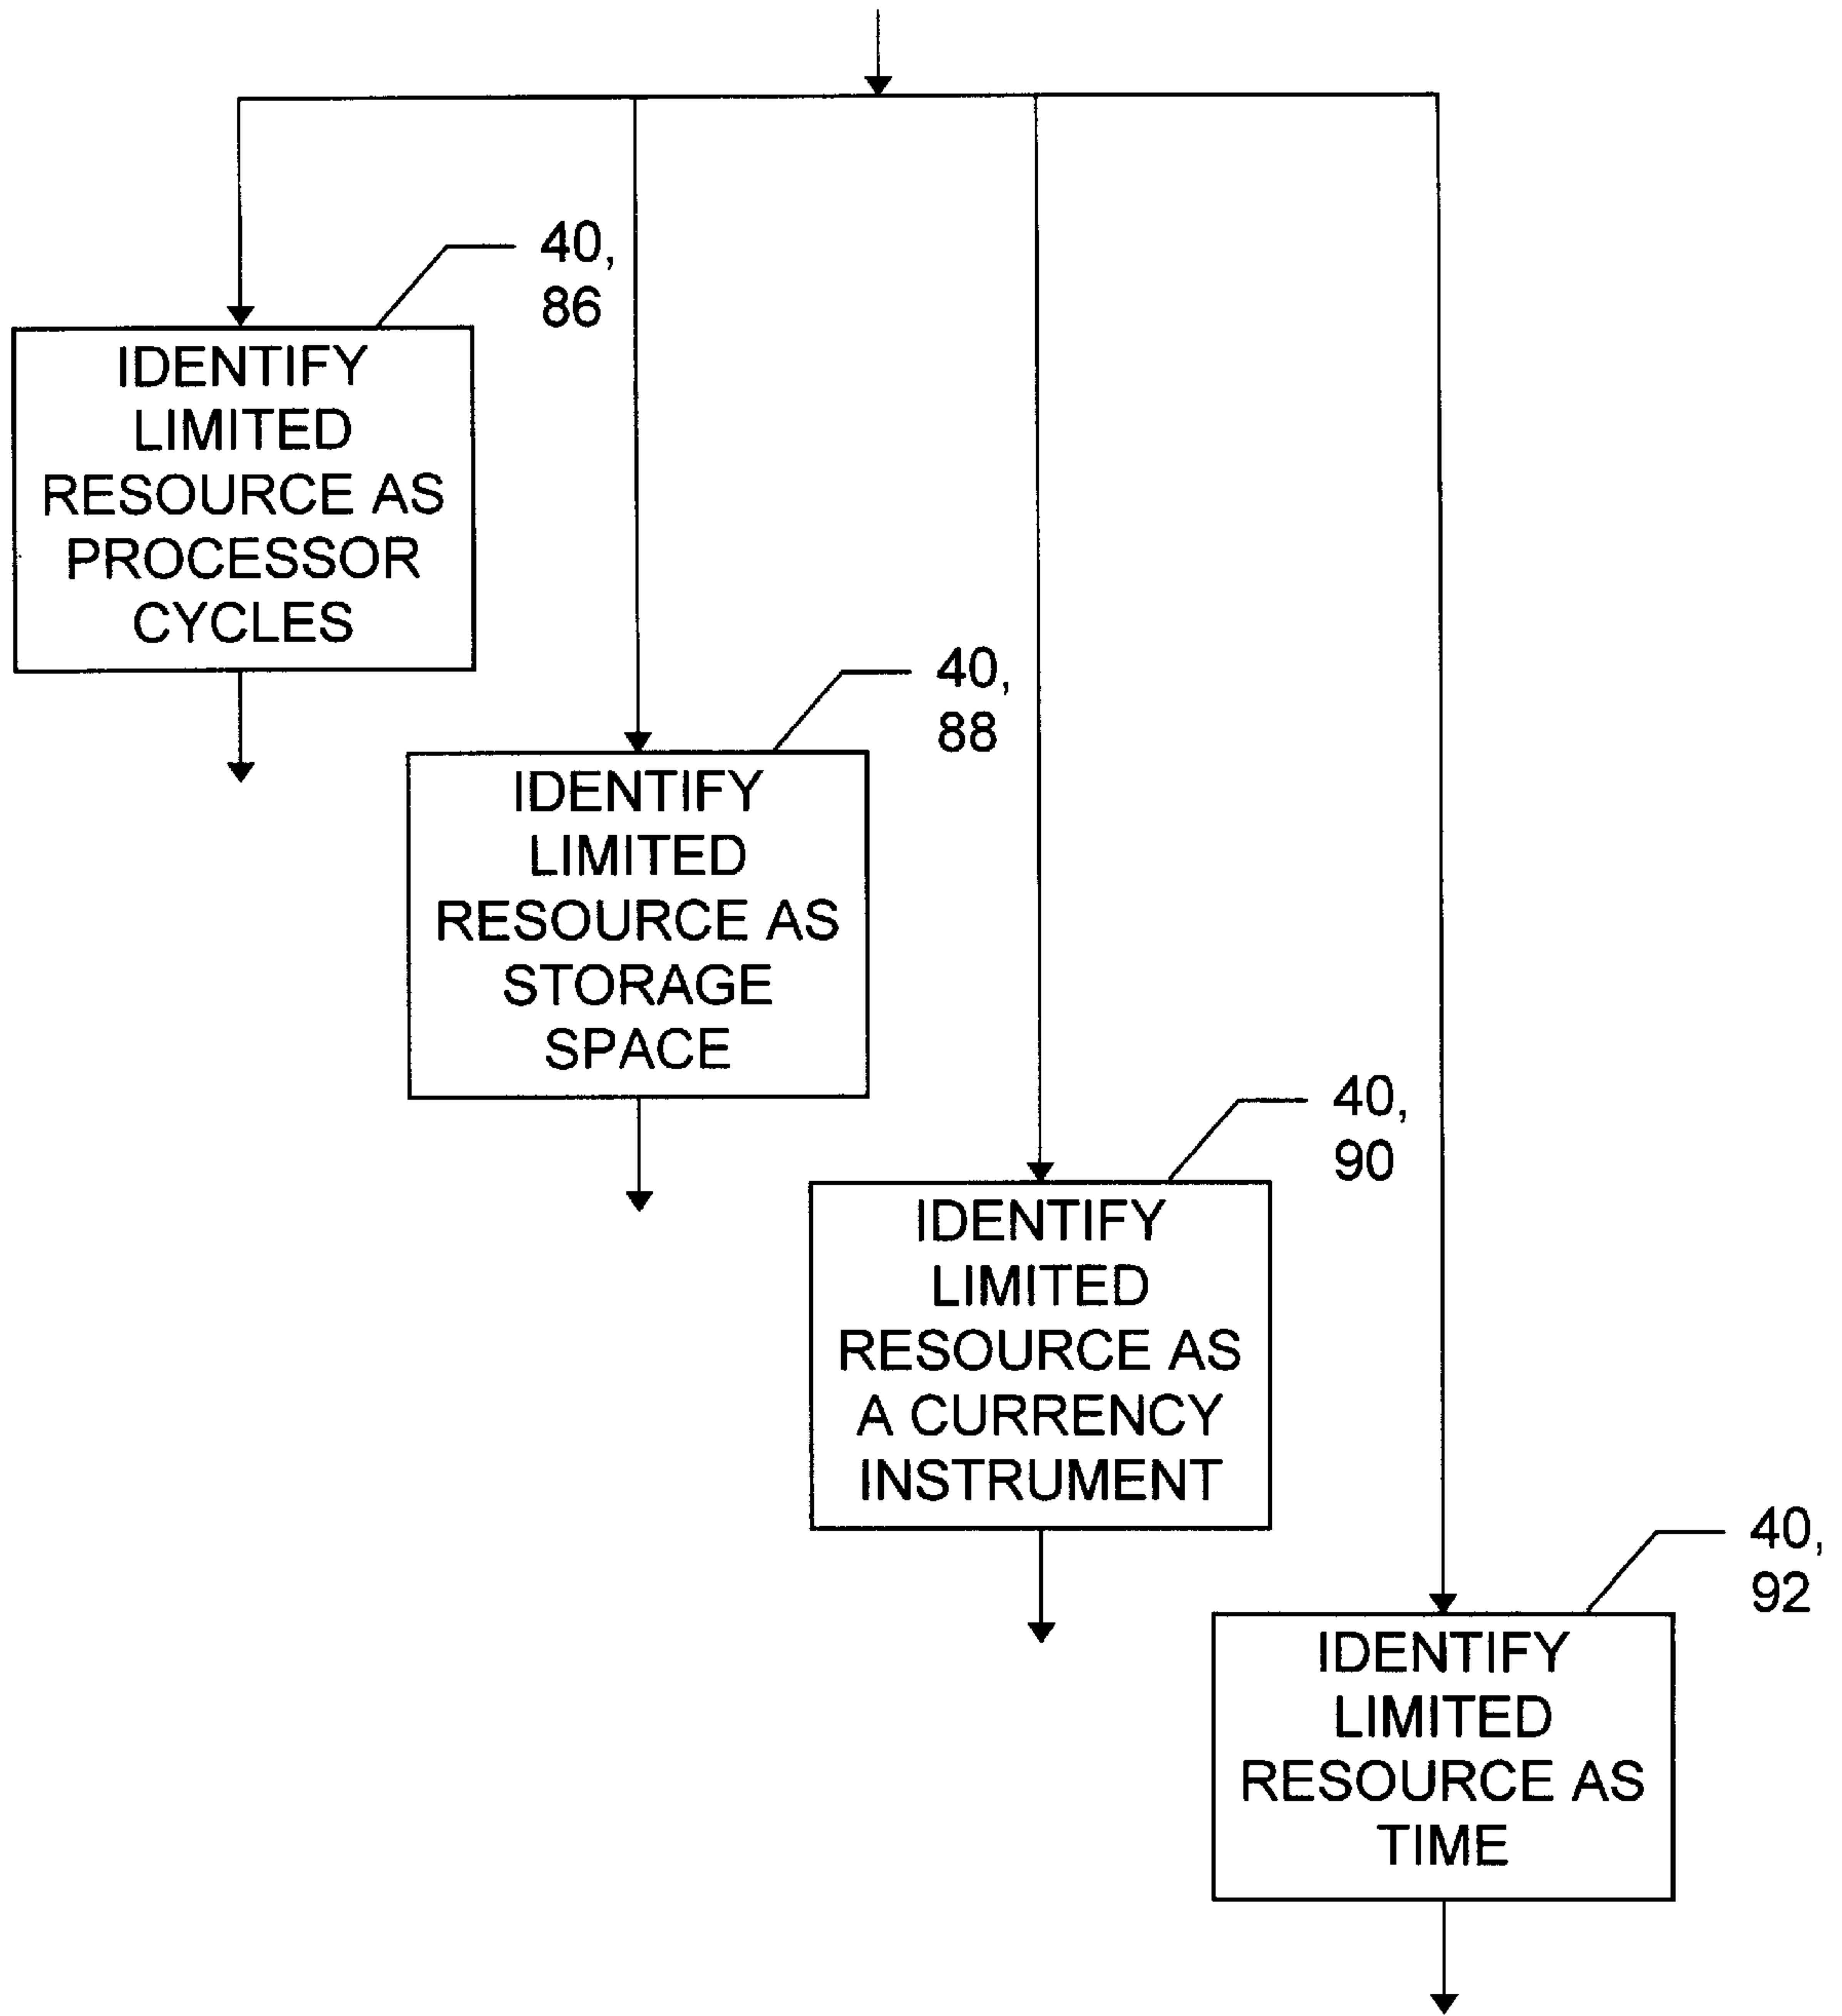 40,
86
IDENTIFY
LIMITED
RESOURCE AS
PROCESSOR
CYCLES
40,
88
IDENTIFY
LIMITED
RESOURCE AS
STORAGE
SPACE
40,
90
IDENTIFY
LIMITED
RESOURCE AS
A CURRENCY
INSTRUMENT
40,
92
IDENTIFY
LIMITED
RESOURCE AS
TIME